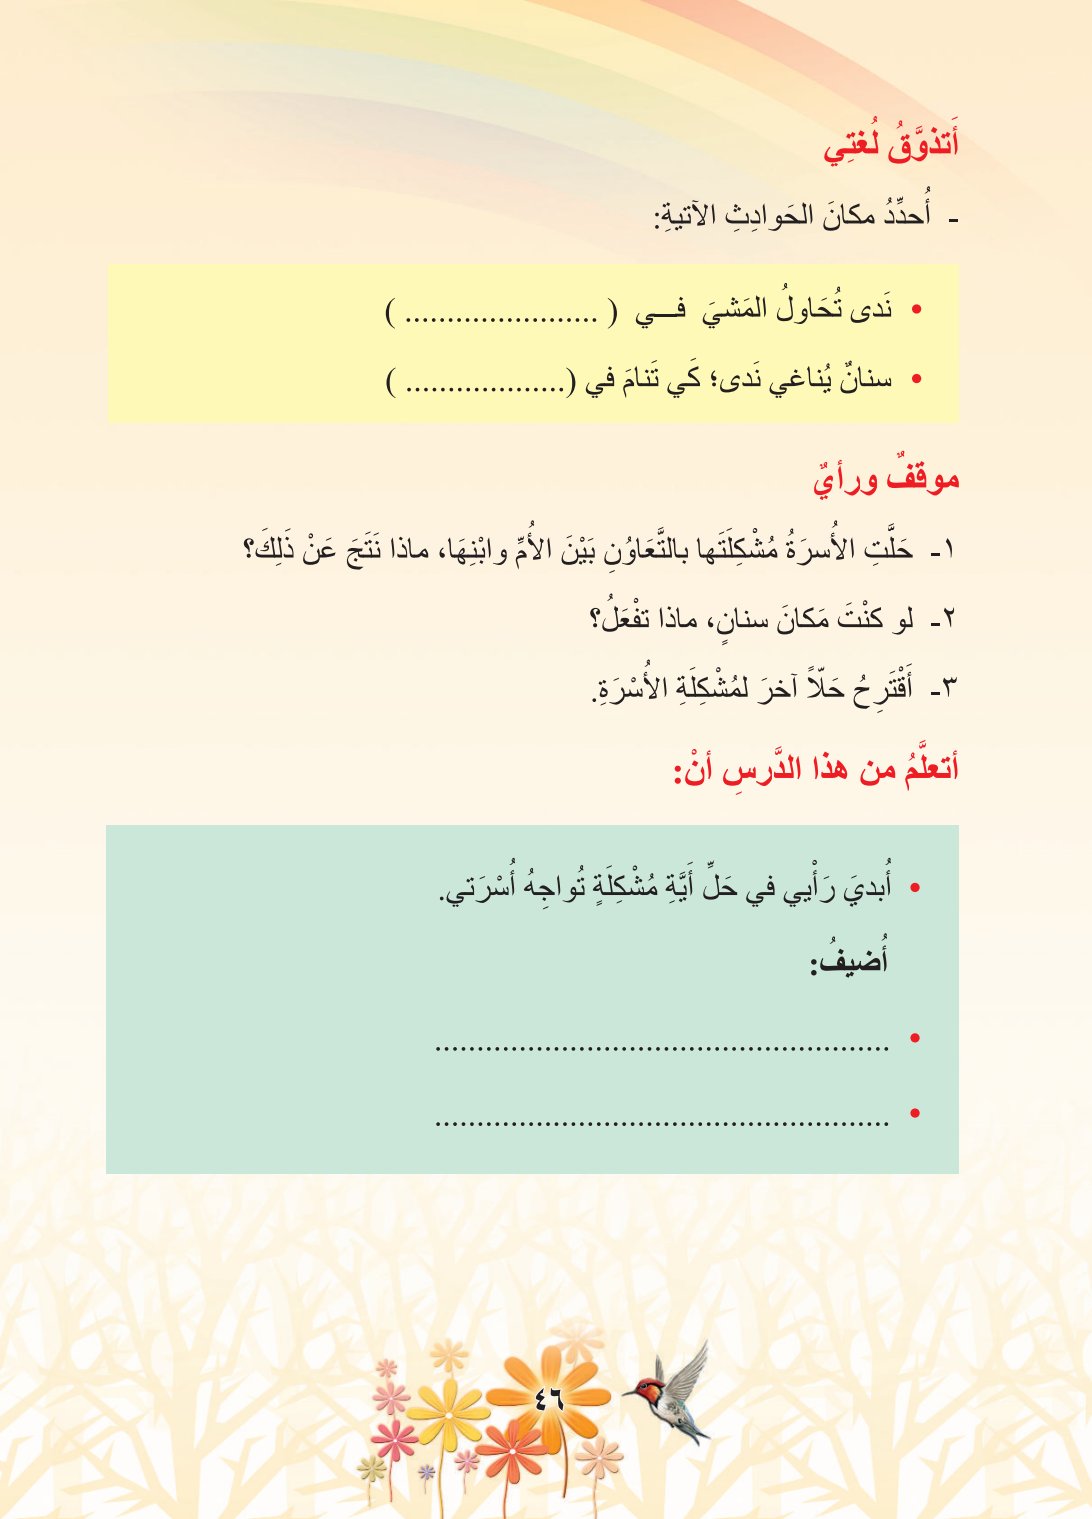 أَتذوَّقُ لُغتِي
- أُحدِّدُ مكانَ الحَوادِثِ الآتيةِ:
• نَدى تُحَاولُ المَشيَ فـــي ( ....................... )
• سنانٌ يُناغي نَدى؛ كَي تَنامَ في (................... )
موقفٌ ورأيٌ
١- حَلَّتِ الأُسرَةُ مُشْكِلَتَها بالتَّعَاوُنِ بَيْنَ الأُمِّ وابْنِهَا، ماذا نَتَجَ عَنْ ذَلِكَ؟
٢- لو كنْتَ مَكانَ سنانٍ، ماذا تفْعَلُ؟
٣- أَقْتَرِحُ حَلّاً آخرَ لمُشْكِلَةِ الأُسْرَةِ.
أتعلَّمُ من هذا الدَّرسِ أنْ:
• أُبديَ رَأْيي في حَلِّ أَيَّةِ مُشْكِلَةٍ تُواجِهُ أُسْرَتي.
أُضيفُ:
• ......................................................
• ......................................................
٤٦